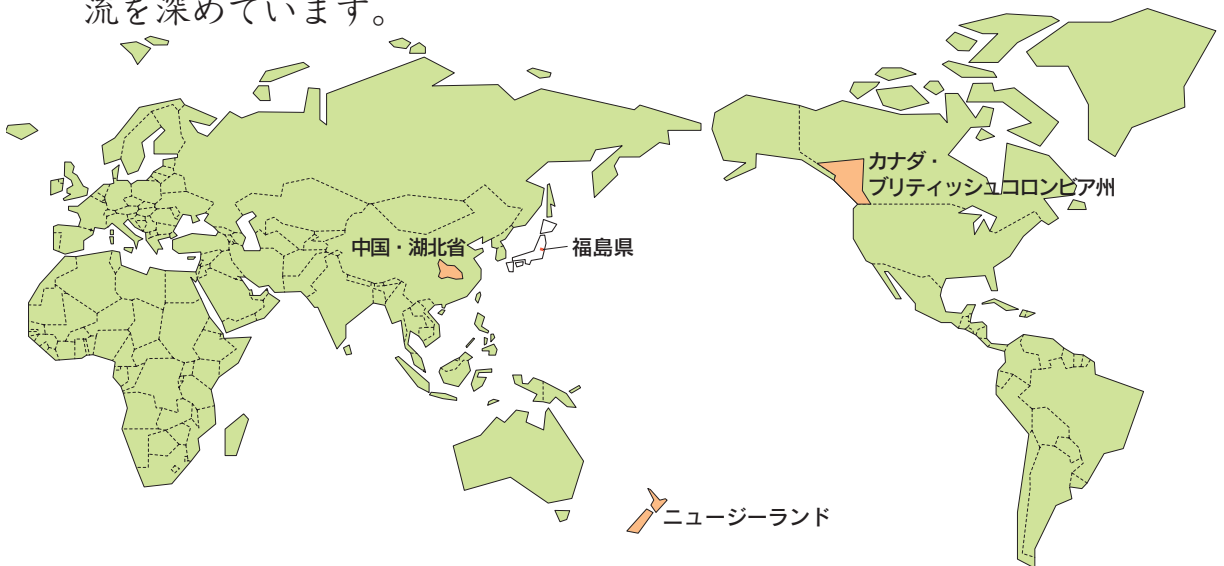 流を深めています。
カナダ・
ブリティッシュコロンビア州
中国・湖北省
福島県
ニュージーランド